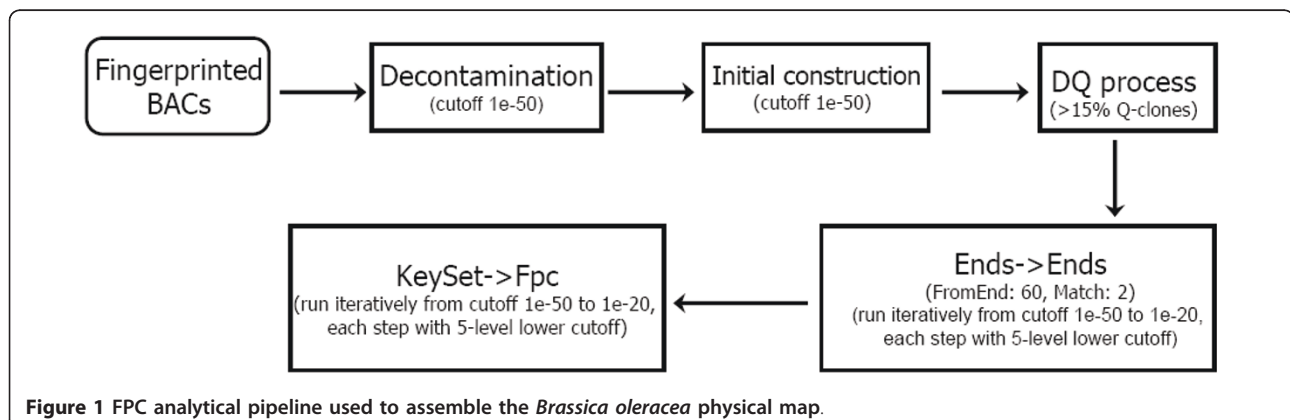 Fingerprinted
BACs
Decontamination
(cutoff 1e-50)
Initial construction
(cutoff 1e-50)
DQ process
(>15% Q-clones)
KeySet->Fpc
(run iteratively from cutoff 1e-50 to 1e-20,
each step with 5-level lower cutoff)
Ends->Ends
(FromEnd: 60, Match: 2)
(run iteratively from cutoff 1e-50 to 1e-20,
each step with 5-level lower cutoff)
Figure 1 FPC analytical pipeline used to assemble the Brassica oleracea physical map.